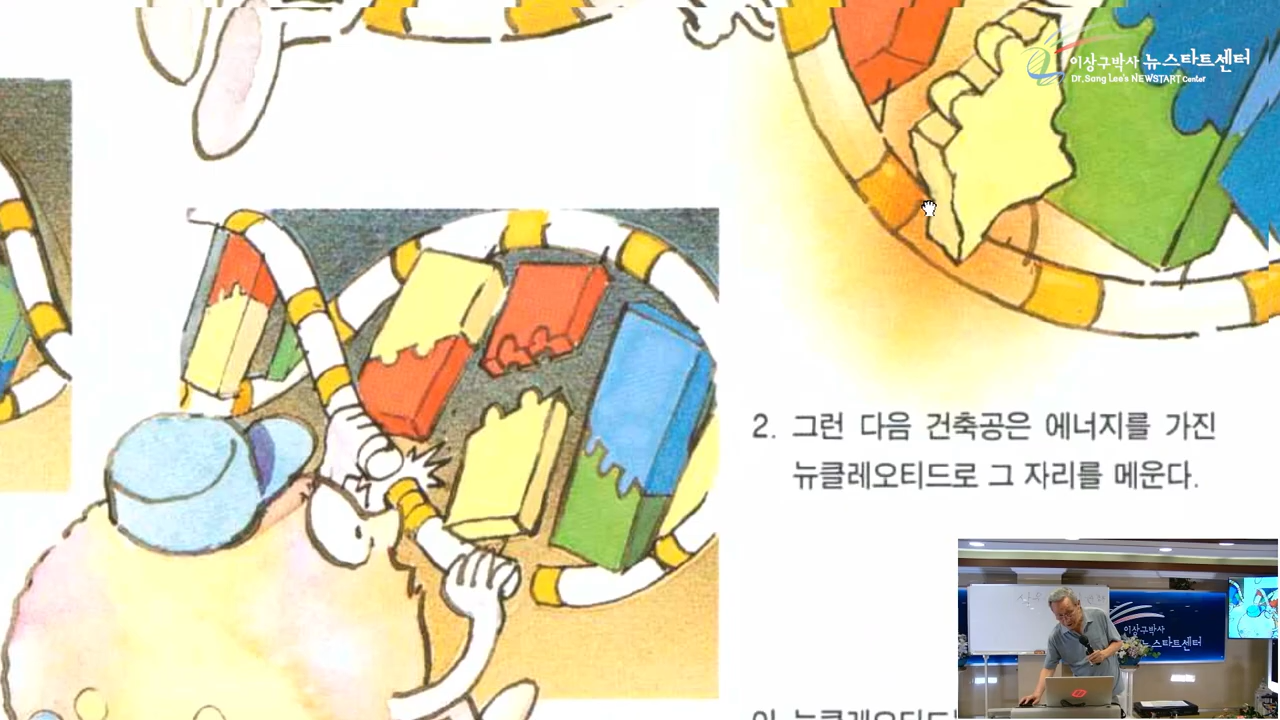 이상구박사 뉴스타트센터
Dr.Sang Lee's NEWSTART Center
2. 그런 다음 건축공은 에너지를 가진
뉴클레오티드로 그 자리를 메운다.
이상구박사
뉴스타트센터